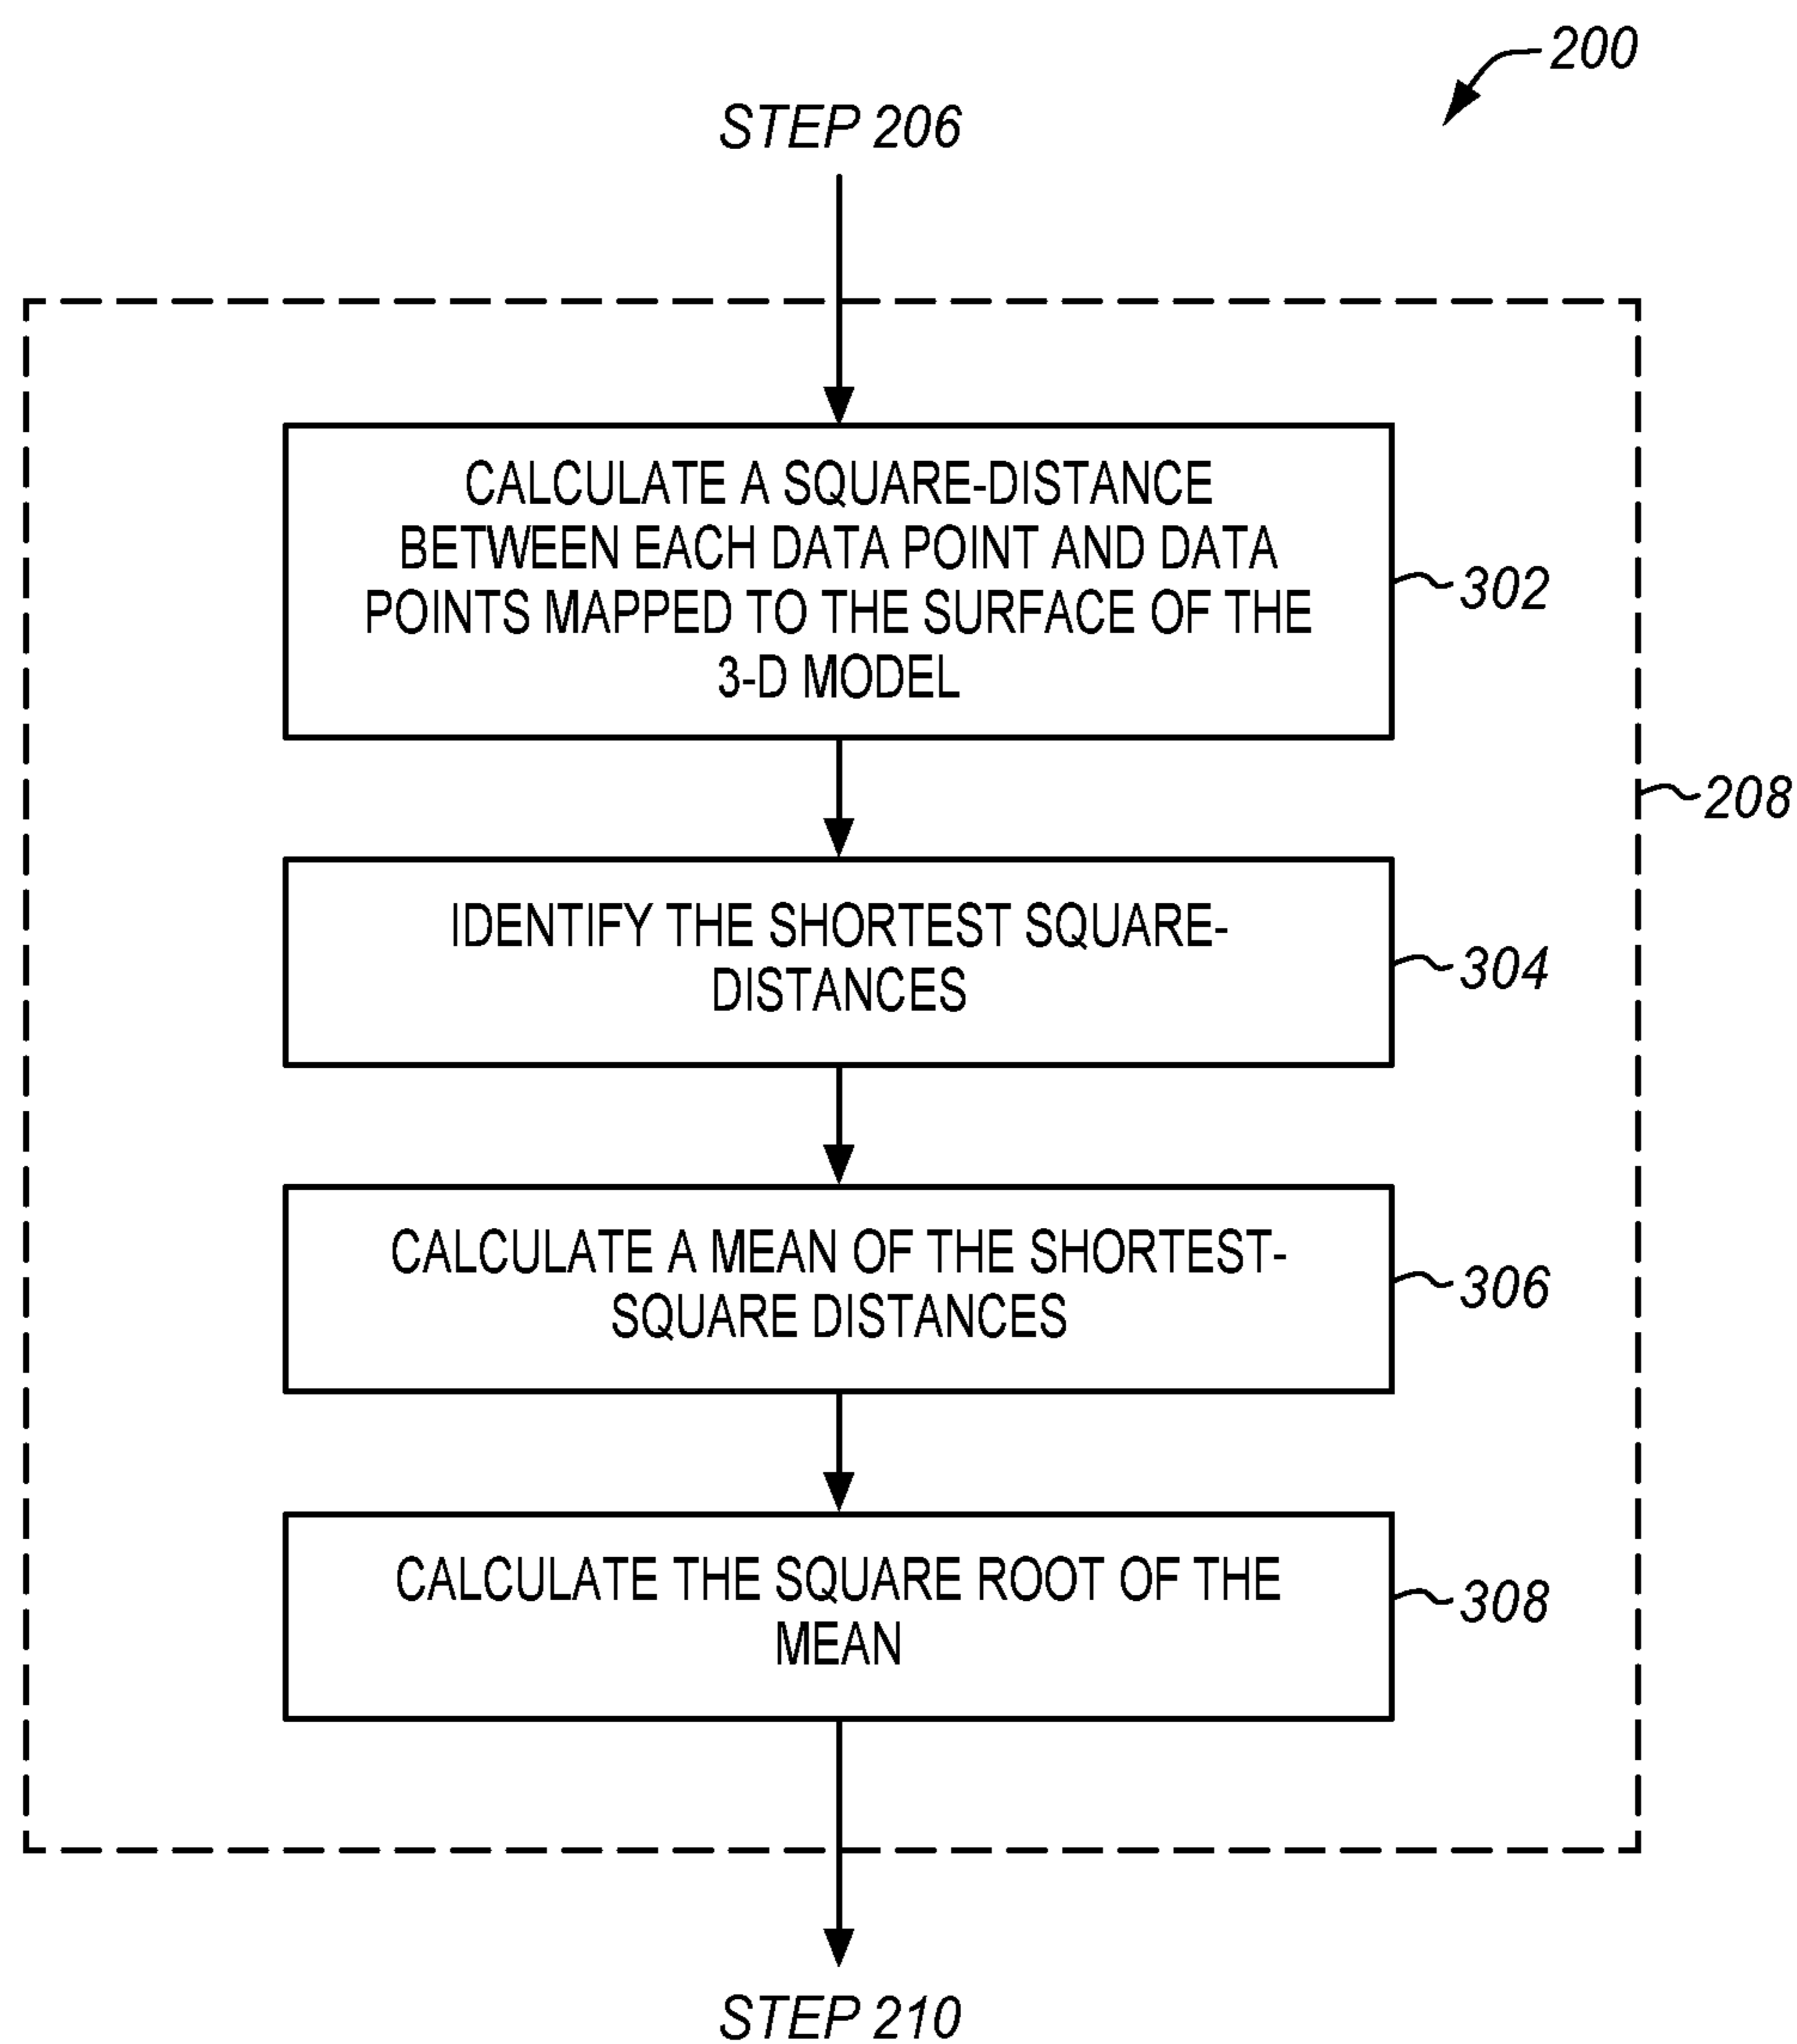 200
STEP 206
CALCULATE A SQUARE-DISTANCE
BETWEEN EACH DATA POINT AND DATA
POINTS MAPPED TO THE SURFACE OF THE
3-D MODEL
302
208
IDENTIFY THE SHORTEST SQUARE-
DISTANCES
304
CALCULATE A MEAN OF THE SHORTEST-
SQUARE DISTANCES
306
CALCULATE THE SQUARE ROOT OF THE
MEAN
308
STEP 210